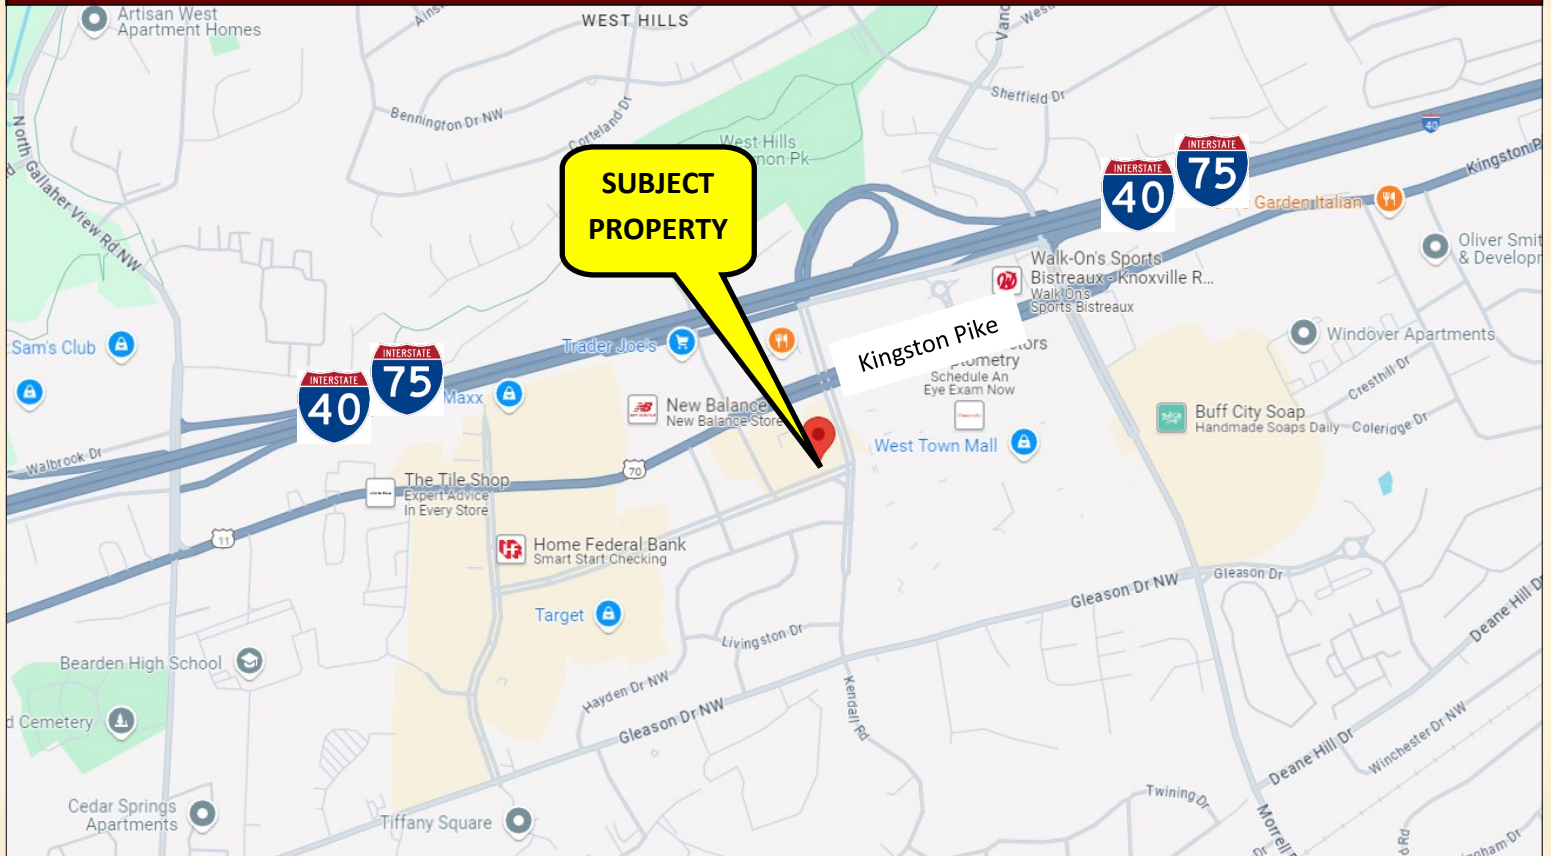 Artisan West
Apartment Homes
WEST HILLS
Sheffield Dr
Bennington Dr NW
Corteland Dr
West Hills
non Pk
North Gallaher View Rd NW
SUBJECT
PROPERTY
INTERSTATE
40
INTERSTATE
75
40
Garden Italian
Oliver Smit
& Developr
Walk-On's Sports
Bistreaux - Knoxville R...
Walk Ons
Sports Bistreaux
Kingston Pike
Windover Apartments
Sam's Club
Trader Joe's
INTERSTATE
40
INTERSTATE
75
Maxx
ptometry
Schedule An
Eye Exam Now
Cresthill Dr
New Balance
New Balance Store
Buff City Soap
Handmade Soaps Daily
Coleridge Dr
West Town Mall
Walbrook Dr
70
The Tile Shop
Expert Advice
In Every Store
11
Home Federal Bank
Smart Start Checking
Gleason Dr NW
Gleason Dr
Deane Hill D
Target
Livingston Dr
Bearden High School
Hayden Dr NW
Kendall Rd
Gleason Dr NW
d Cemetery
Deane Hill Dr
Winchester Dr NW
Cedar Springs
Apartments
Tiffany Square
Twining Dr
Morrell